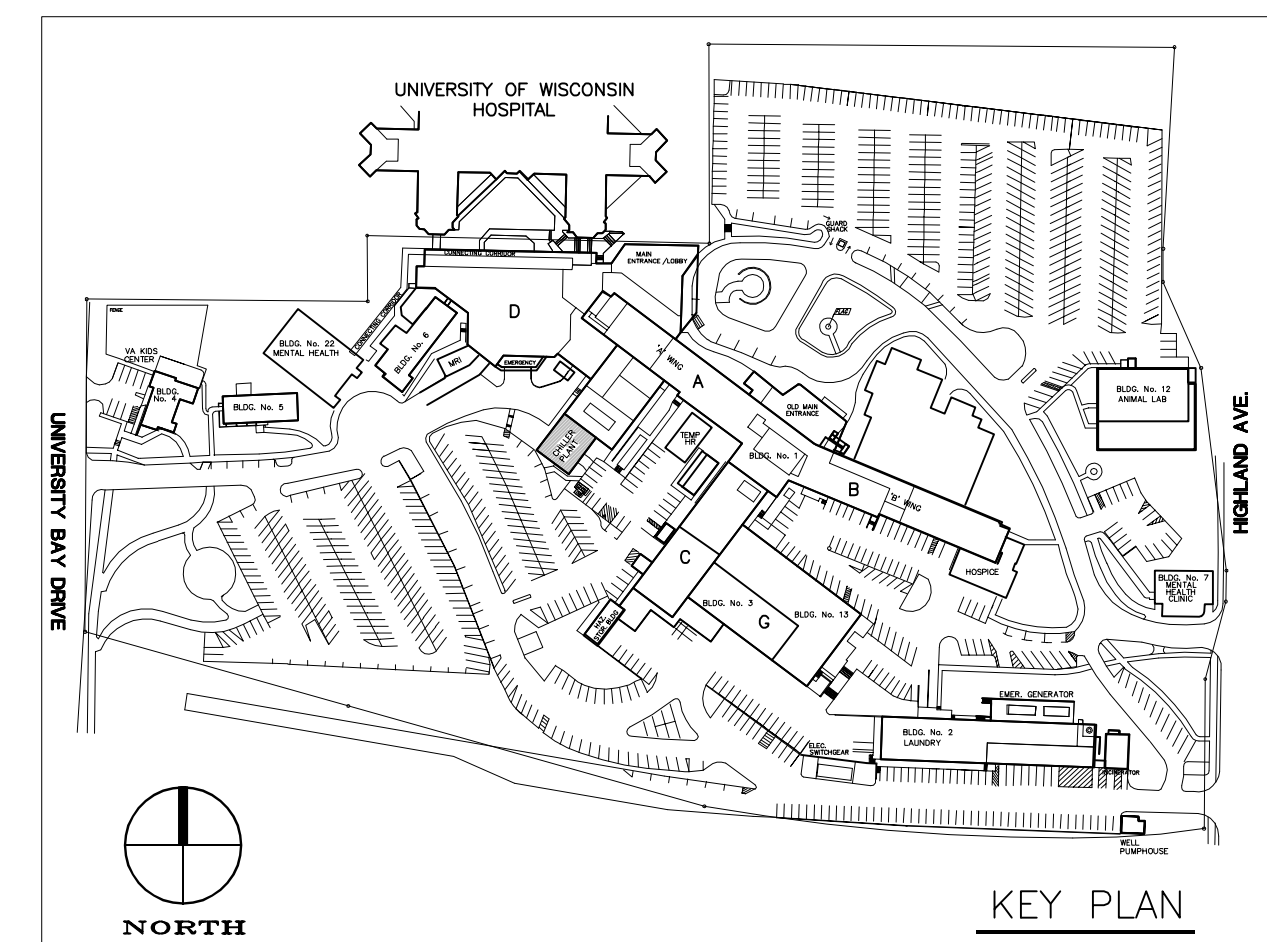 UNIVERSITY OF WISCONSIN
HOSPITAL
GUARD
SHACK
CONNECTING CORRIDOR
MAIN
ENTRANCE /LOBBY
FENCE
CONNECTING CORRIDOR
D
FLAG
VA KIDS
CENTER
BLDG. No. 22
MENTAL HEALTH
BLDG. No. 6
MRI
EMERGENCY
'A' WING
A
BLDG.
No. 4
BLDG. No. 5
OLD MAIN
ENTRANCE
BLDG. No. 12
ANIMAL LAB
UNIVERSITY BAY DRIVE
HIGHLAND AVE.
CHILLER
PLANT
TEMP
HR
BLDG. No. 1
B
'B' WING
C
HOSPICE
BLDG. No. 7
MENTAL
HEALTH
CLINIC
BLDG. No. 3
G
BLDG. No. 13
HAZ.
STOR. BLDG
EMER. GENERATOR
BLDG. No. 2
LAUNDRY
ELEC.
SWITCHGEAR
INCINERATOR
WELL
PUMPHOUSE
NORTH
KEY PLAN